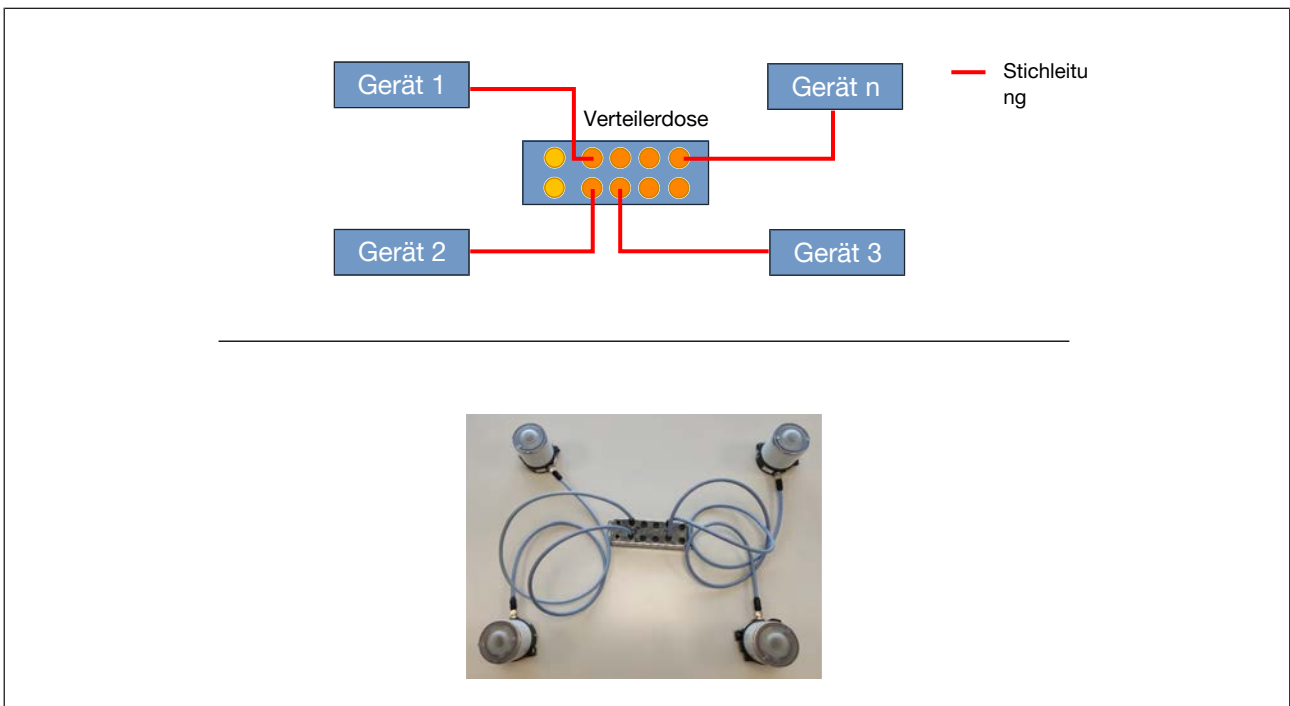 Gerät 1
Gerät n
Stichleitu
ng
Verteilerdose
Gerät 2
Gerät 3